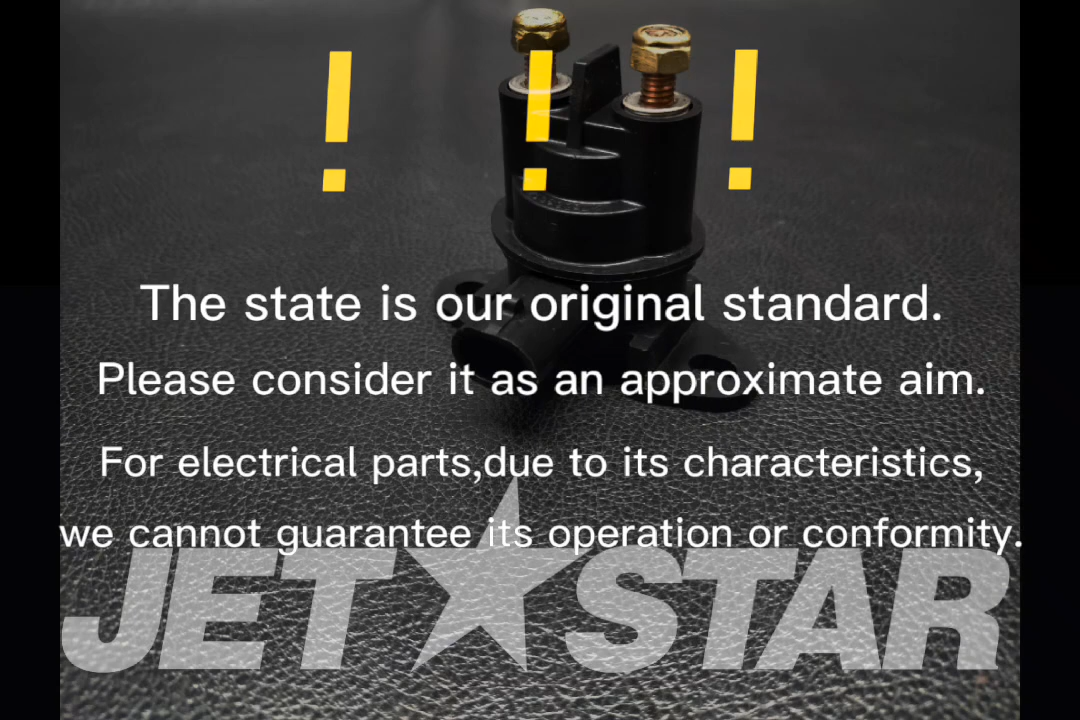 ! ! !
The state is our original standard.
Please consider it as an approximate aim.
For electrical parts,due to its characteristics,
we cannot guarantee its operation or conformity.
JET★STAR